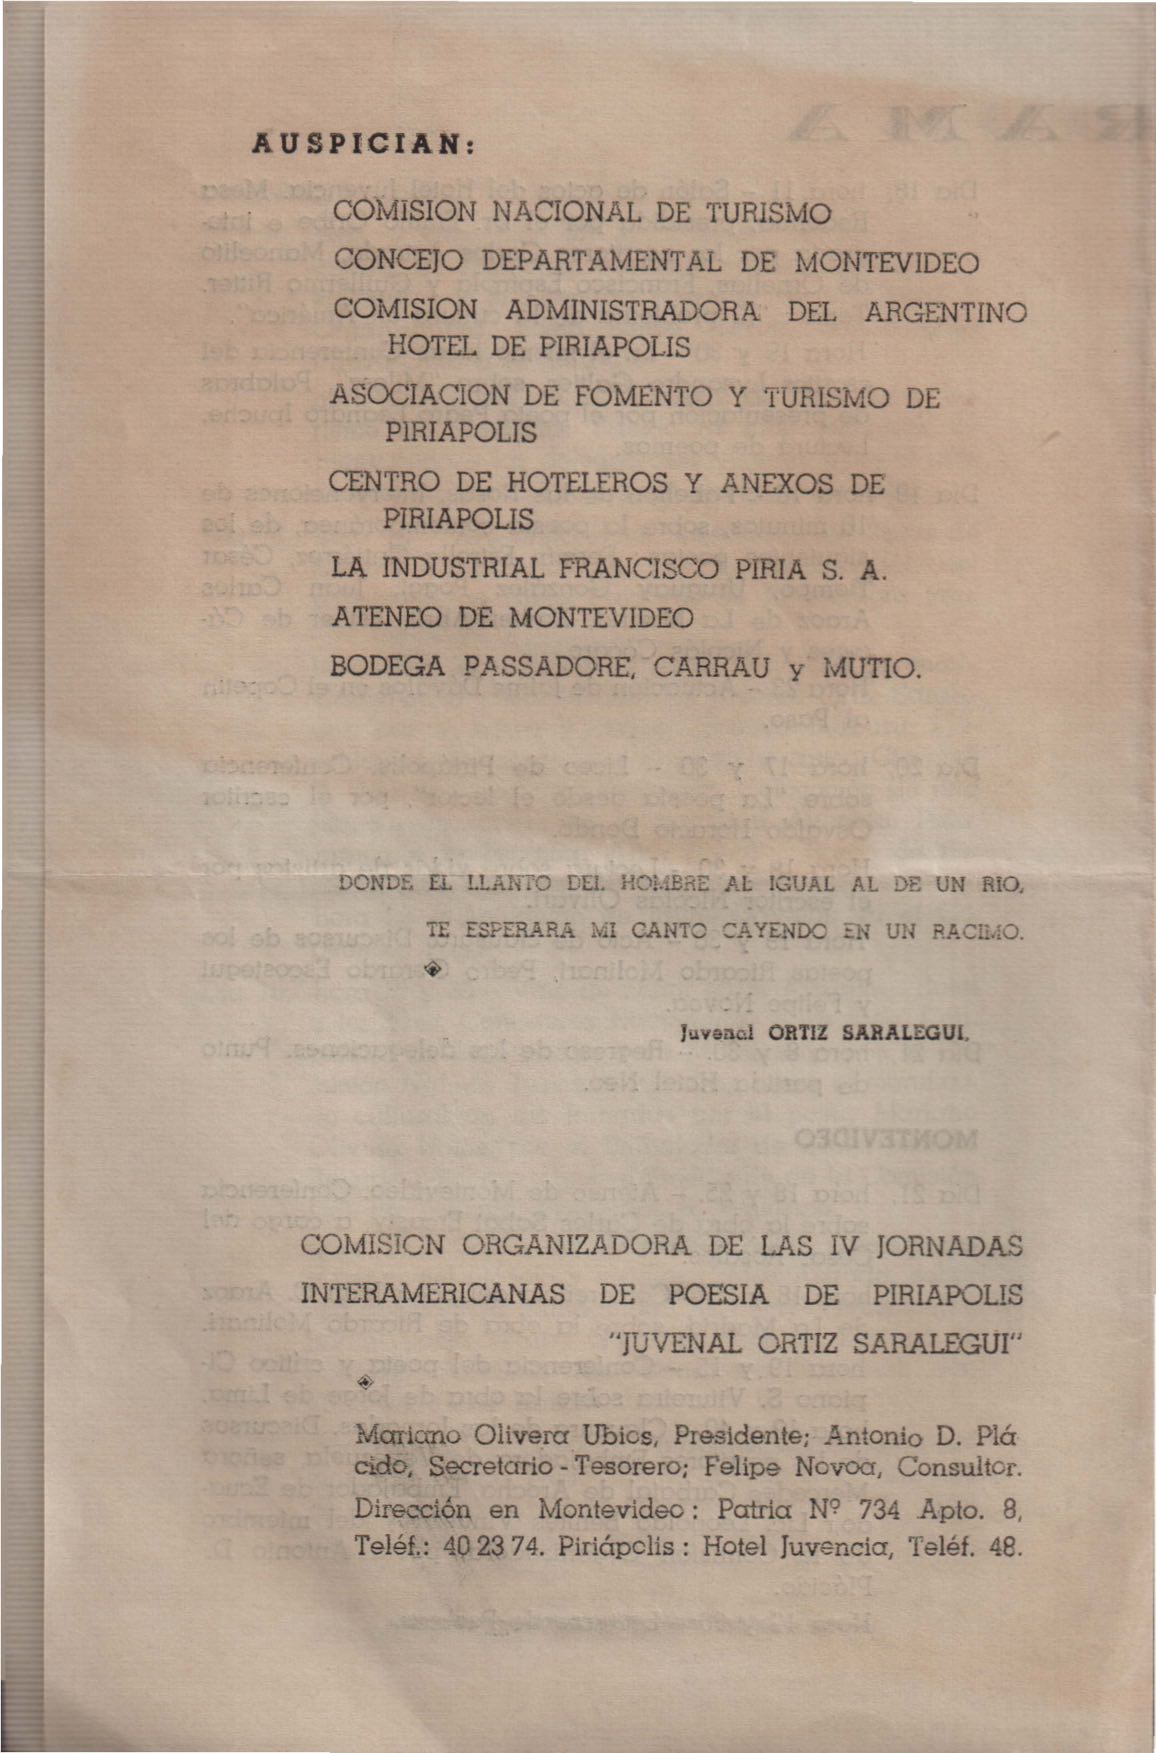 AUSPICIAN:
COMISION NACIONAL DE TURISMO
CONCEJO DEPARTAMENTAL DE MONTEVIDEO
COMISION ADMINISTRADORA DEL ARGENTINO
HOTEL DE PIRIAPOLIS
ASOCIACION DE FOMENTO Y TURISMO DE
PIRIAPOLIS
CENTRO DE HOTELEROS Y ANEXOS DE
PIRIAPOLIS
LA INDUSTRIAL FRANCISCO PIRIA S. A.
ATENEO DE MONTEVIDEO
BODEGA PASSADORE, CARRAU y MUTIO.
DONDE EL LLANTO DEL HOMBRE AL IGUAL AL DE UN RIO,
TE ESPERARA MI CANTO CAYENDO EN UN RACIMO.
Juvenal ORTIZ SARALEGUI.
COMISION ORGANIZADORA DE LAS IV JORNADAS
INTERAMERICANAS DE POESIA DE PIRIAPOLIS
"JUVENAL ORTIZ SARALEGUI"
Mariano Olivera Ubios, Presidente; Antonio D. Plá
cido, Secretario - Tesorero; Felipe Novoa, Consultor.
Dirección en Montevideo : Patria Nº 734 Apto. 8,
Teléf.: 40 23 74. Piriápolis : Hotel Juvencia, Teléf. 48.